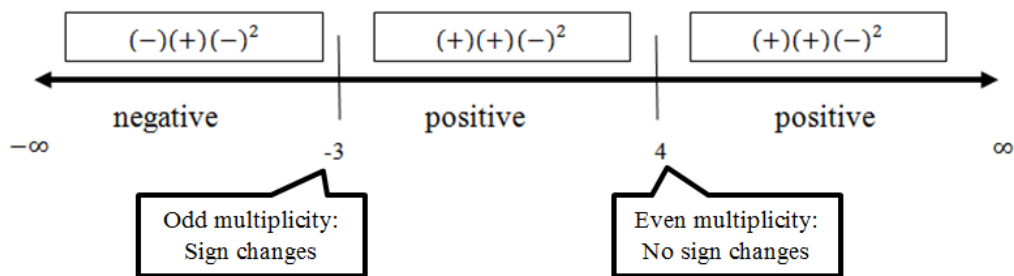 (−)(+)(−)² (+)(+)(−)² (+)(+)(−)²
negative positive positive
−∞ -3 4 ∞
Odd multiplicity: Even multiplicity:
Sign changes No sign changes